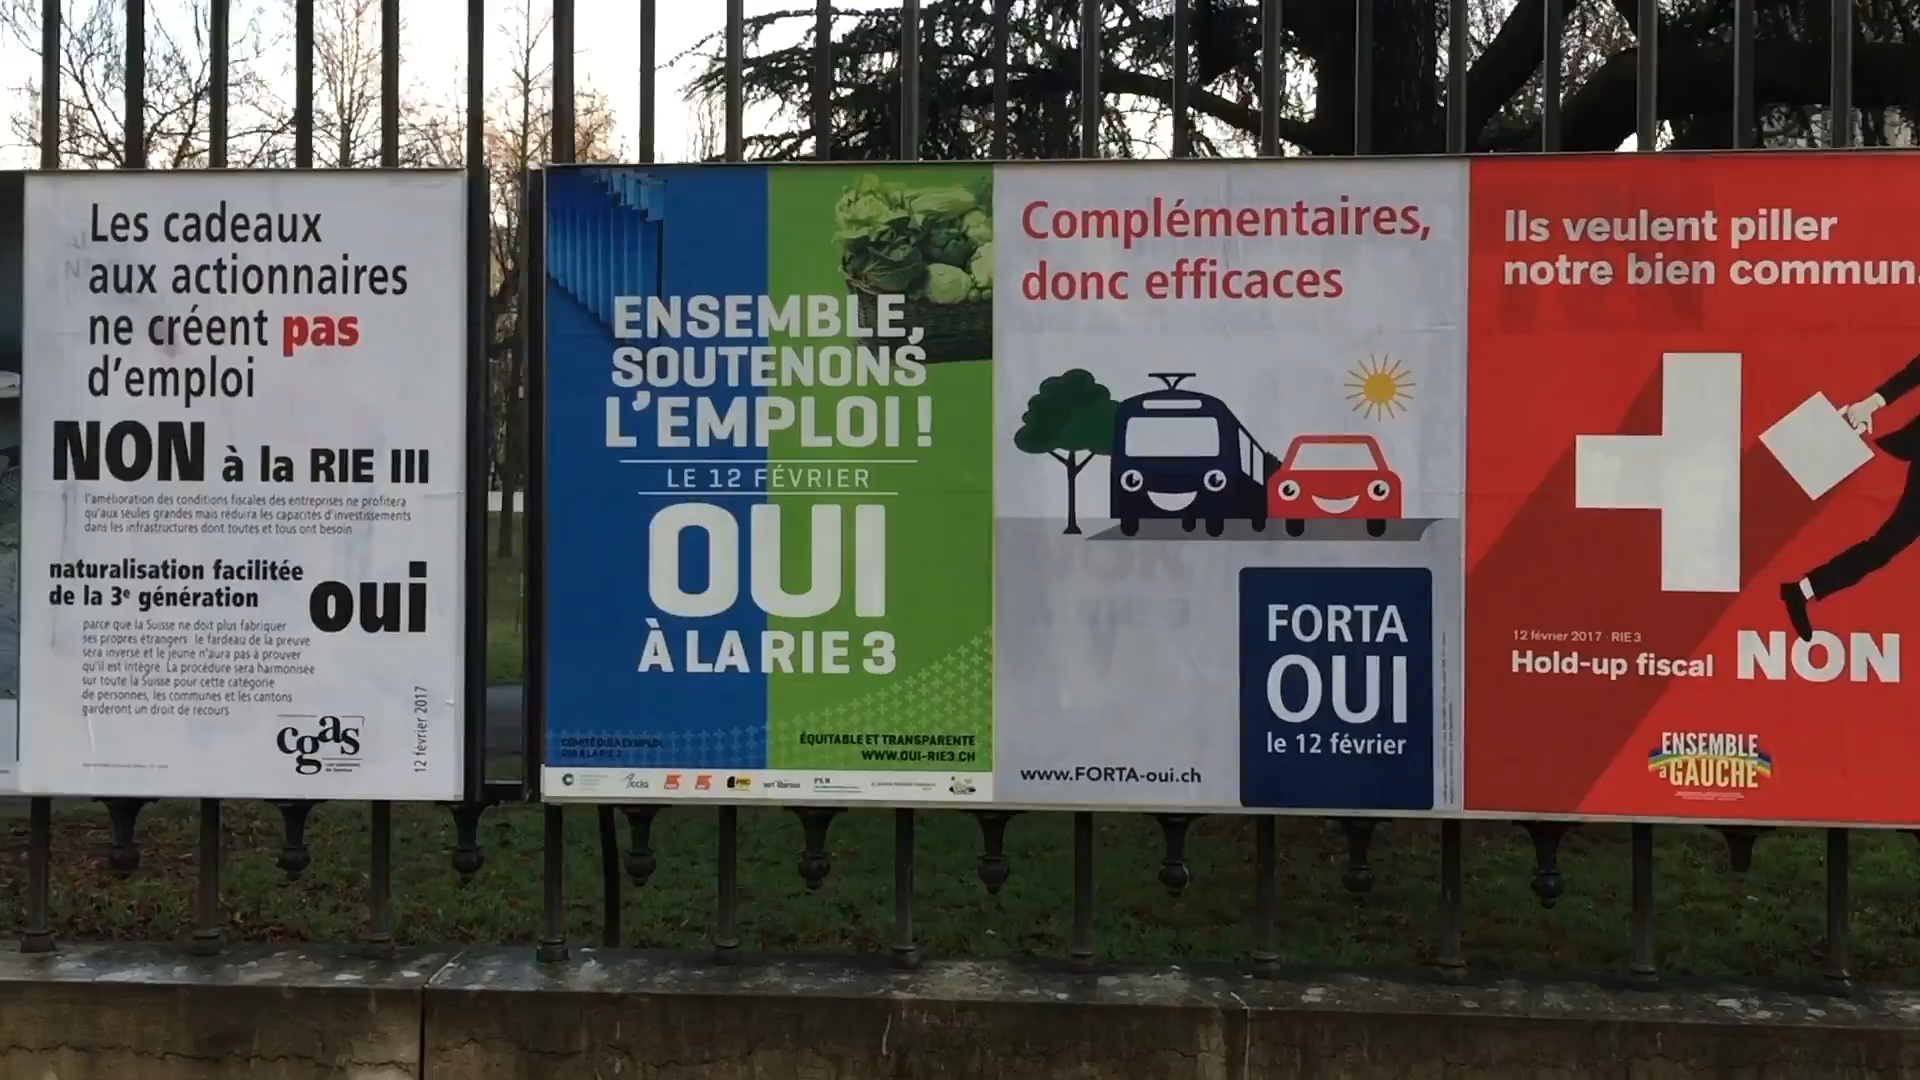 Les cadeaux
aux actionnaires
ne créent pas
d'emploi
NON à la RIE III
l'amélioration des conditions fiscales des entreprises ne profitera
qu'aux seules grandes mais réduira les capacités d'investissements
dans les infrastructures dont toutes et tous ont besoin
naturalisation facilitée
de la 3e génération
oui
parce que la Suisse ne doit plus fabriquer
ses propres étrangers. le fardeau de la preuve
sera inversé et le jeune n'aura pas à prouver
qu'il est intégré. La procédure sera harmonisée
sur toute la Suisse pour cette catégorie
de personnes, les communes et les cantons
garderont un droit de recours
cgas
12 février 2017
ENSEMBLE,
SOUTENONS
L'EMPLOI !
LE 12 FÉVRIER
OUI
À LA RIE 3
ÉQUITABLE ET TRANSPARENTE
WWW.OUI-RIE3.CH
Complémentaires,
donc efficaces
FORTA
OUI
le 12 février
www.FORTA-oui.ch
Ils veulent piller
notre bien commun.
12 février 2017 - RIE 3
Hold-up fiscal NON
ENSEMBLE
à GAUCHE